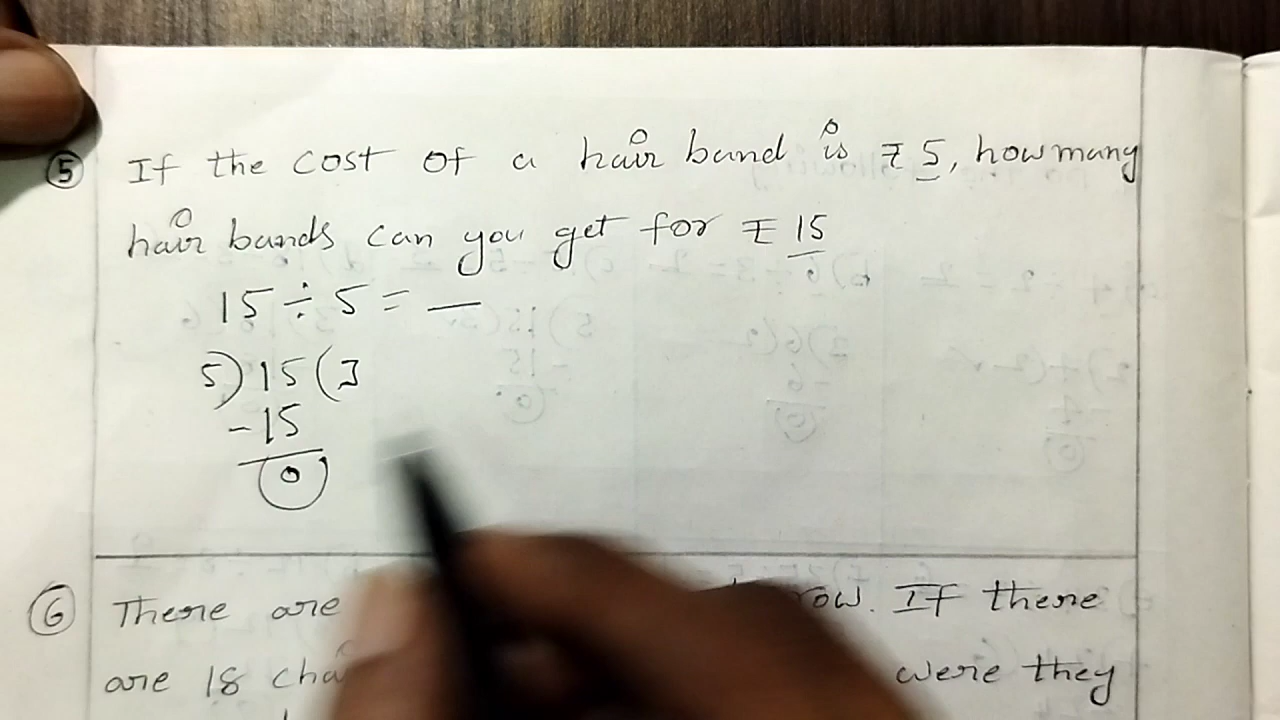 ⑤ If the cost of a hair band is ₹ 5, how many
hair bands can you get for ₹ 15
15 ÷ 5 = __
5) 15 ( 3
- 15
0
⑥ There are row. If there
are 18 were they